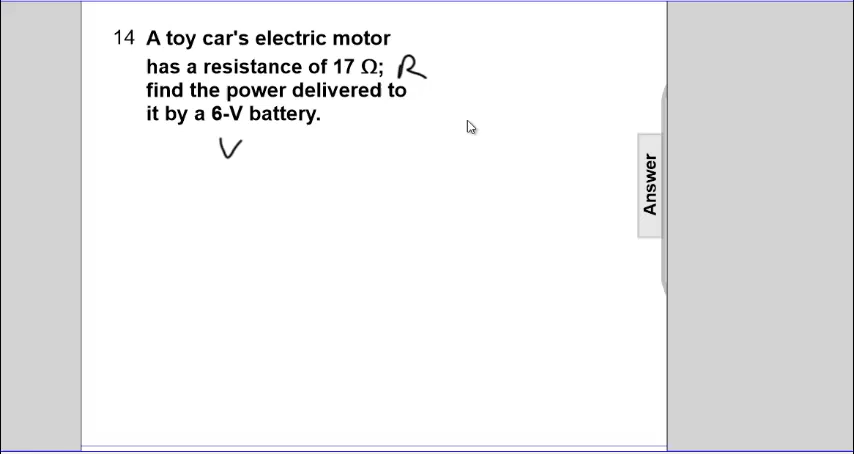 14 A toy car's electric motor
has a resistance of 17 Ω; R
find the power delivered to
it by a 6-V battery.
V
Answer